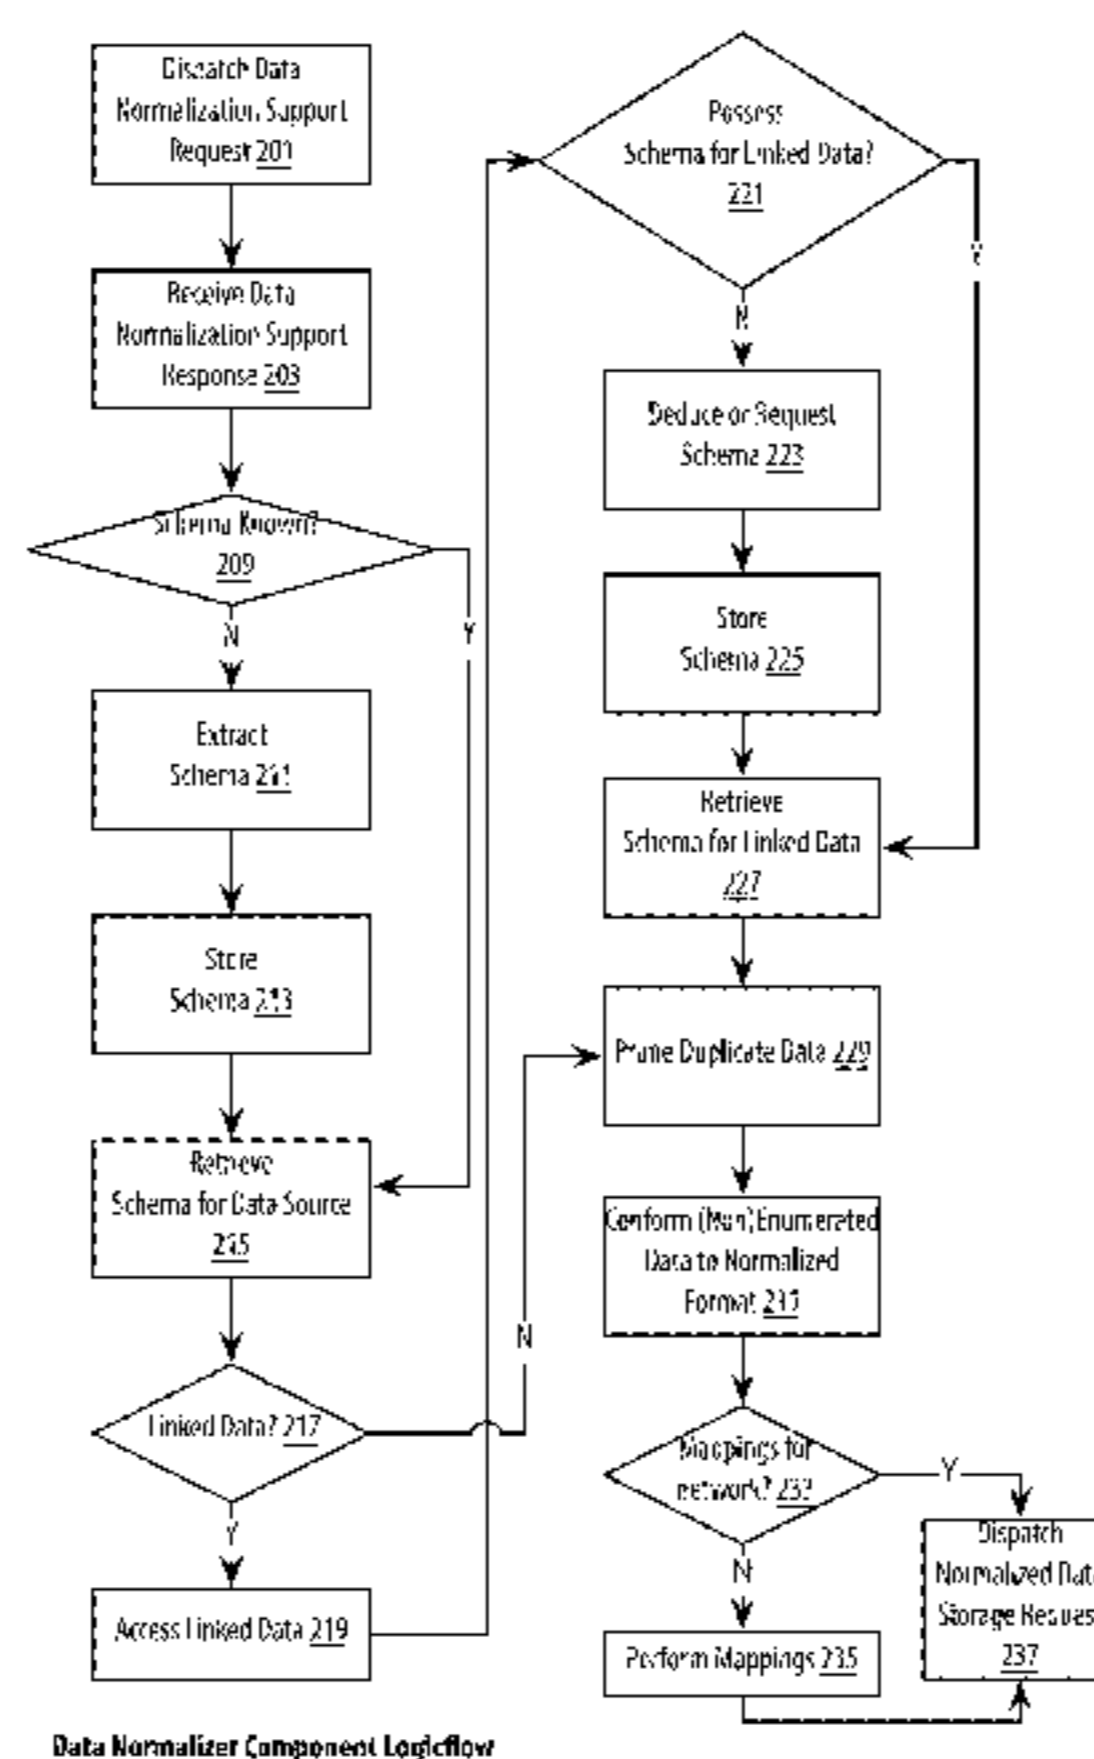 Dispatch Data
Normalization Support
Request 201
Receive Data
Normalization Support
Response 203
Schema Known?
209
N
Y
Extract
Schema 211
Store
Schema 213
Retrieve
Schema for Data Source
215
Linked Data? 217
N
Y
Access Linked Data 219
Possess
Schema for Linked Data?
221
Y
N
Deduce or Request
Schema 223
Store
Schema 225
Retrieve
Schema for Linked Data
227
Prune Duplicate Data 229
Conform (Non)Enumerated
Data to Normalized
Format 231
Mappings for
network? 233
Y
N
Perform Mappings 235
Dispatch
Normalized Dat
Storage Reques
237
Data Normalizer Component Logicflow